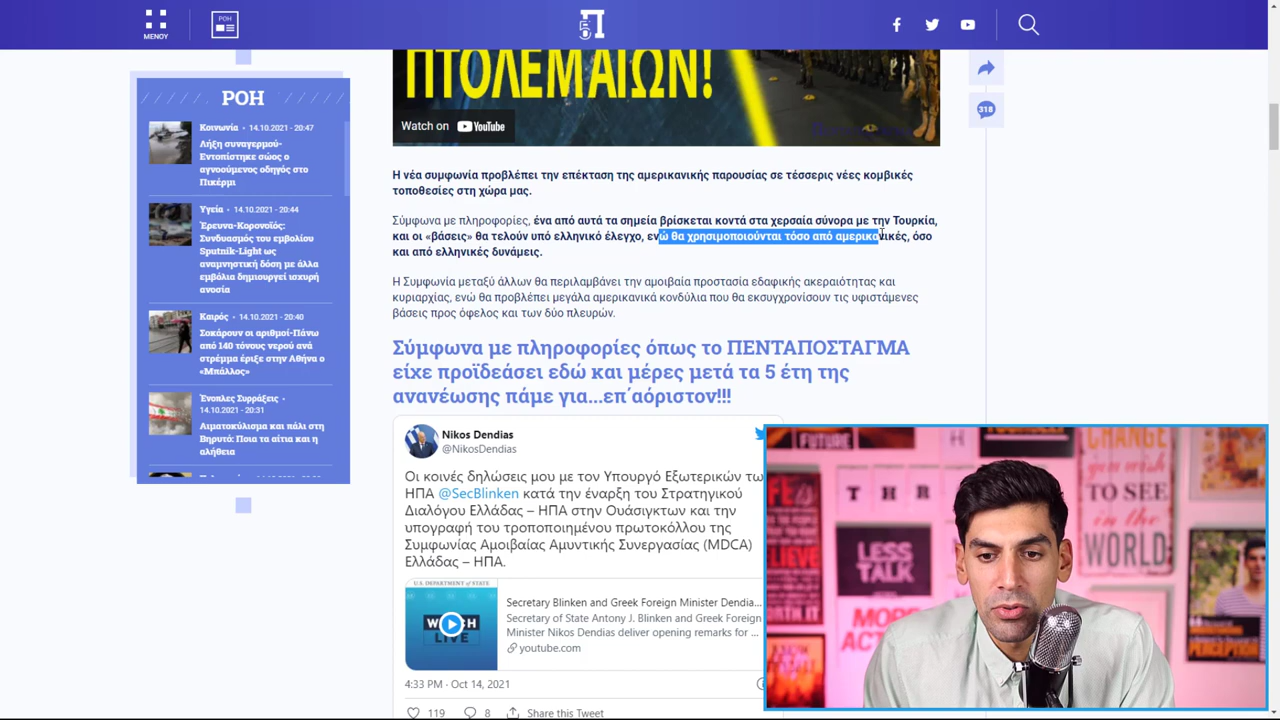 ΜΕΝΟΥ
ΡΟΗ
ΠΤΟΛΕΜΑΙΩΝ!
Watch on YouTube
318
ΡΟΗ
Κοινωνία • 14.10.2021 - 20:47
Λήξη συναγερμού-
Εντοπίστηκε σώος ο
αγνοούμενος οδηγός στο
Πικέρμι
Υγεία • 14.10.2021 - 20:44
Έρευνα-Κορονοϊός:
Συνδυασμός του εμβολίου
Sputnik-Light ως
αναμνηστική δόση με άλλα
εμβόλια δημιουργεί ισχυρή
ανοσία
Καιρός • 14.10.2021 - 20:40
Σοκάρουν οι αριθμοί-Πάνω
από 140 τόνους νερού ανά
στρέμμα έριξε στην Αθήνα ο
«Μπάλλος»
Ένοπλες Συρράξεις •
14.10.2021 - 20:31
Λιματοκύλισμα και πάλι στη
Βηρυτό: Ποια τα αίτια και η
αλήθεια
Η νέα συμφωνία προβλέπει την επέκταση της αμερικανικής παρουσίας σε τέσσερις νέες κομβικές
τοποθεσίες στη χώρα μας.
Σύμφωνα με πληροφορίες, ένα από αυτά τα σημεία βρίσκεται κοντά στα χερσαία σύνορα με την Τουρκία,
και οι «βάσεις» θα τελούν υπό ελληνικό έλεγχο, ενώ θα χρησιμοποιούνται τόσο από αμερικανικές, όσο
και από ελληνικές δυνάμεις.
Η Συμφωνία μεταξύ άλλων θα περιλαμβάνει την αμοιβαία προστασία εδαφικής ακεραιότητας και
κυριαρχίας, ενώ θα προβλέπει μεγάλα αμερικανικά κονδύλια που θα εκσυγχρονίσουν τις υφιστάμενες
βάσεις προς όφελος και των δύο πλευρών.
Σύμφωνα με πληροφορίες όπως το ΠΕΝΤΑΠΟΣΤΑΓΜΑ
είχε προϊδεάσει εδώ και μέρες μετά τα 5 έτη της
ανανέωσης πάμε για...επ΄αόριστον!!!
Nikos Dendias
@NikosDendias
Οι κοινές δηλώσεις μου με τον Υπουργό Εξωτερικών τω
ΗΠΑ @SecBlinken κατά την έναρξη του Στρατηγικού
Διαλόγου Ελλάδας – ΗΠΑ στην Ουάσιγκτων και την
υπογραφή του τροποποιημένου πρωτοκόλλου της
Συμφωνίας Αμοιβαίας Αμυντικής Συνεργασίας (MDCA)
Ελλάδας – ΗΠΑ.
U.S. DEPARTMENT of STATE
WATCH
LIVE
Secretary Blinken and Greek Foreign Minister Dendia...
Secretary of State Antony J. Blinken and Greek Foreign
Minister Nikos Dendias deliver opening remarks for ...
youtube.com
4:33 PM · Oct 14, 2021
119
8
Share this Tweet
FUTURE
CHANGE
TO SEE
in the
WORLD
THR
LESS
TALK
MORE